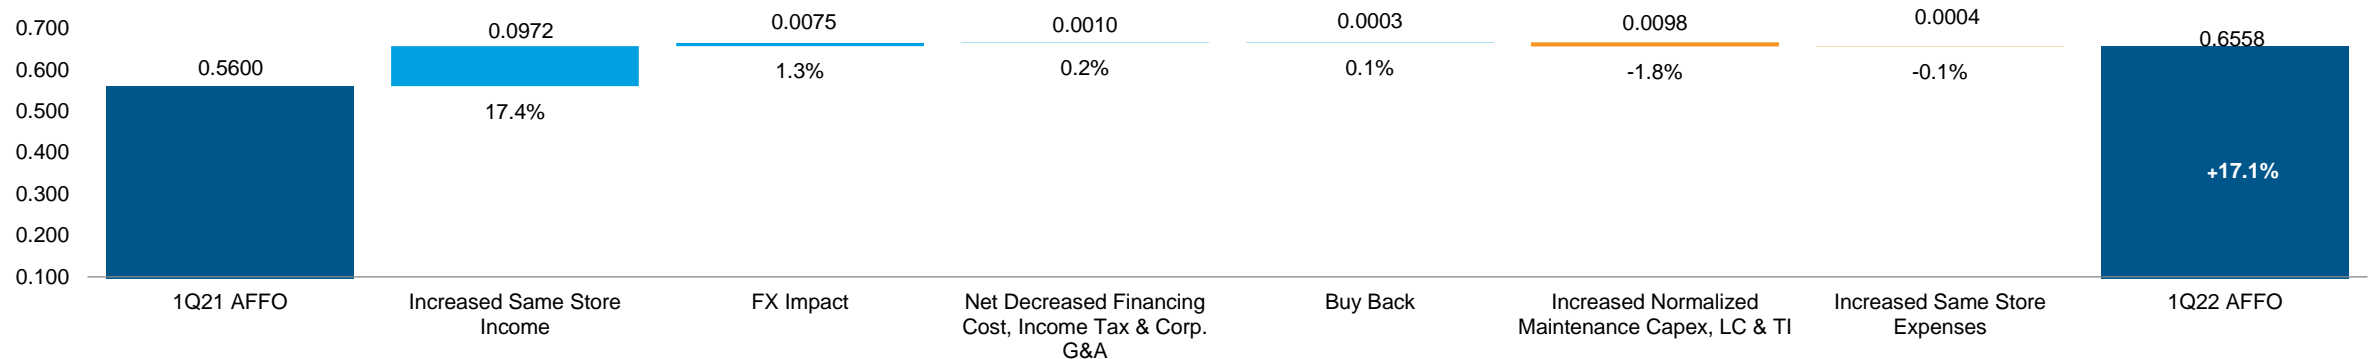 0.700
0.600
0.500
0.400
0.300
0.200
0.100
0.5600
0.0972
17.4%
0.0075
1.3%
0.0010
0.2%
0.0003
0.1%
0.0098
-1.8%
0.0004
-0.1%
0.6558
+17.1%
1Q21 AFFO
Increased Same Store
Income
FX Impact
Net Decreased Financing
Cost, Income Tax & Corp.
G&A
Buy Back
Increased Normalized
Maintenance Capex, LC & TI
Increased Same Store
Expenses
1Q22 AFFO